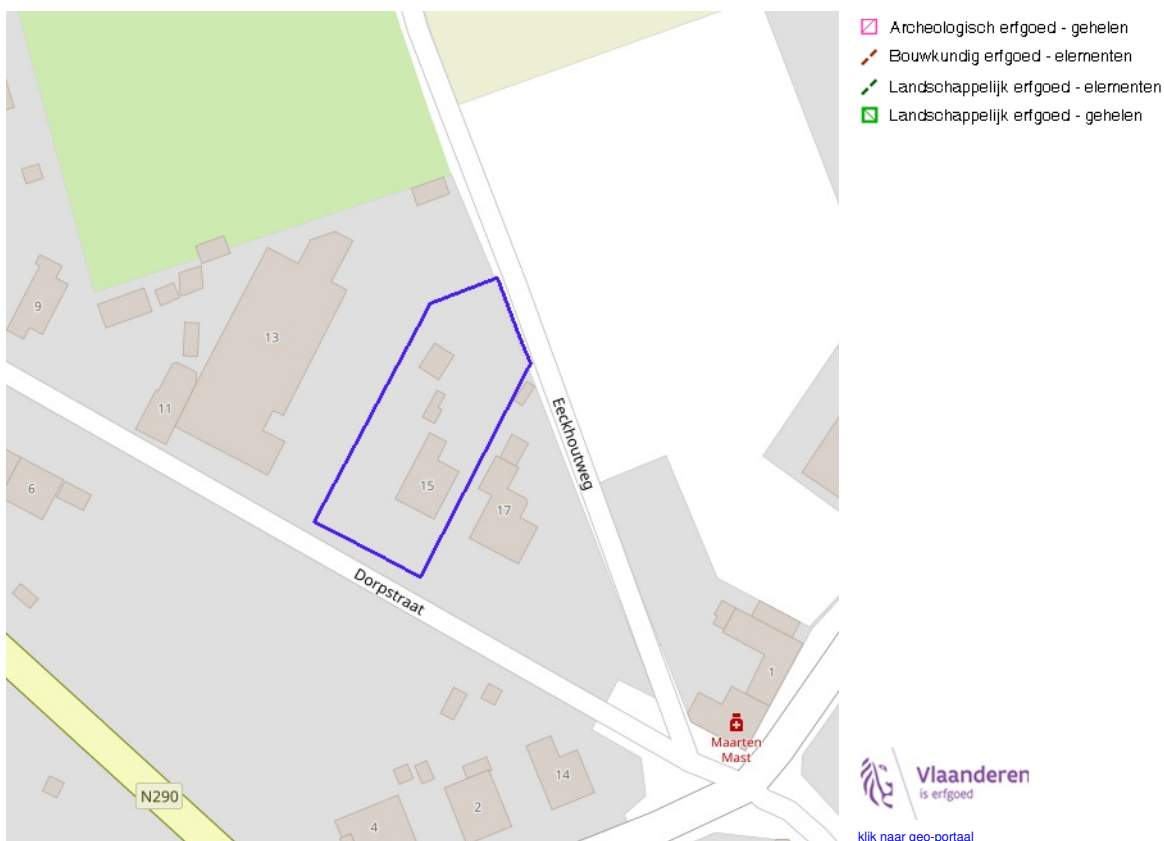 Archeologisch erfgoed - gehelen
Bouwkundig erfgoed - elementen
Landschappelijk erfgoed - elementen
Landschappelijk erfgoed - gehelen
9
13
11
6
15
17
Eeckhoutweg
Dorpstraat
1
Maarten
Mast
N290
14
2
4
Vlaanderen
is erfgoed
klik naar geo-portaal